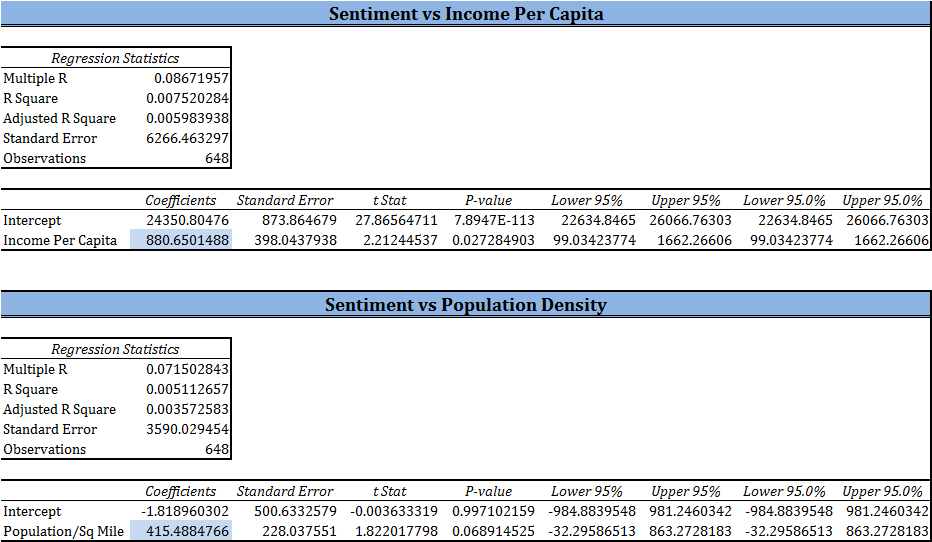 Sentiment vs Income Per Capita
Regression Statistics
Multiple R 0.08671957
R Square 0.007520284
Adjusted R Square 0.005983938
Standard Error 6266.463297
Observations 648
Coefficients Standard Error t Stat P-value Lower 95% Upper 95% Lower 95.0% Upper 95.0%
Intercept 24350.80476 873.864679 27.86564711 7.8947E-113 22634.8465 26066.76303 22634.8465 26066.76303
Income Per Capita 880.6501488 398.0437938 2.21244537 0.027284903 99.03423774 1662.26606 99.03423774 1662.26606
Sentiment vs Population Density
Regression Statistics
Multiple R 0.071502843
R Square 0.005112657
Adjusted R Square 0.003572583
Standard Error 3590.029454
Observations 648
Coefficients Standard Error t Stat P-value Lower 95% Upper 95% Lower 95.0% Upper 95.0%
Intercept -1.818960302 500.6332579 -0.003633319 0.997102159 -984.8839548 981.2460342 -984.8839548 981.2460342
Population/Sq Mile 415.4884766 228.037551 1.822017798 0.068914525 -32.29586513 863.2728183 -32.29586513 863.2728183